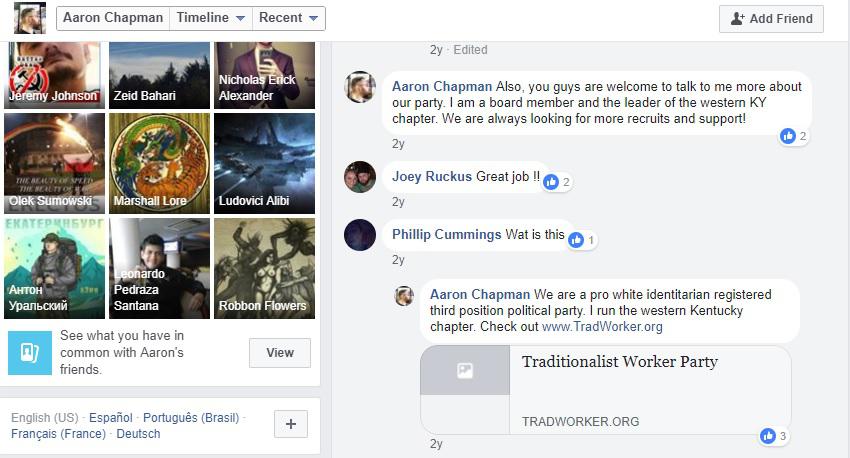 Aaron Chapman Timeline Recent Add Friend
Jeremy Johnson
Zeid Bahari
Nicholas Erick
Alexander
THE BEAUTY OF SPEED
THE BEAUTY OF
Olek Sumowski
Marshall Lore
Ludovici Alibi
ЕКАТЕРИНБУРГ
Антон
Уральский
Leonardo
Pedraza
Santana
Robbon Flowers
See what you have in
common with Aaron's
friends.
View
English (US) · Español · Português (Brasil) ·
Français (France) · Deutsch
+
2y · Edited
Aaron Chapman Also, you guys are welcome to talk to me more about
our party. I am a board member and the leader of the western KY
chapter. We are always looking for more recruits and support!
2
2y
Joey Ruckus Great job !!
2
2y
Phillip Cummings Wat is this
1
2y
Aaron Chapman We are a pro white identitarian registered
third position political party. I run the western Kentucky
chapter. Check out www.TradWorker.org
Traditionalist Worker Party
TRADWORKER.ORG
3
2y